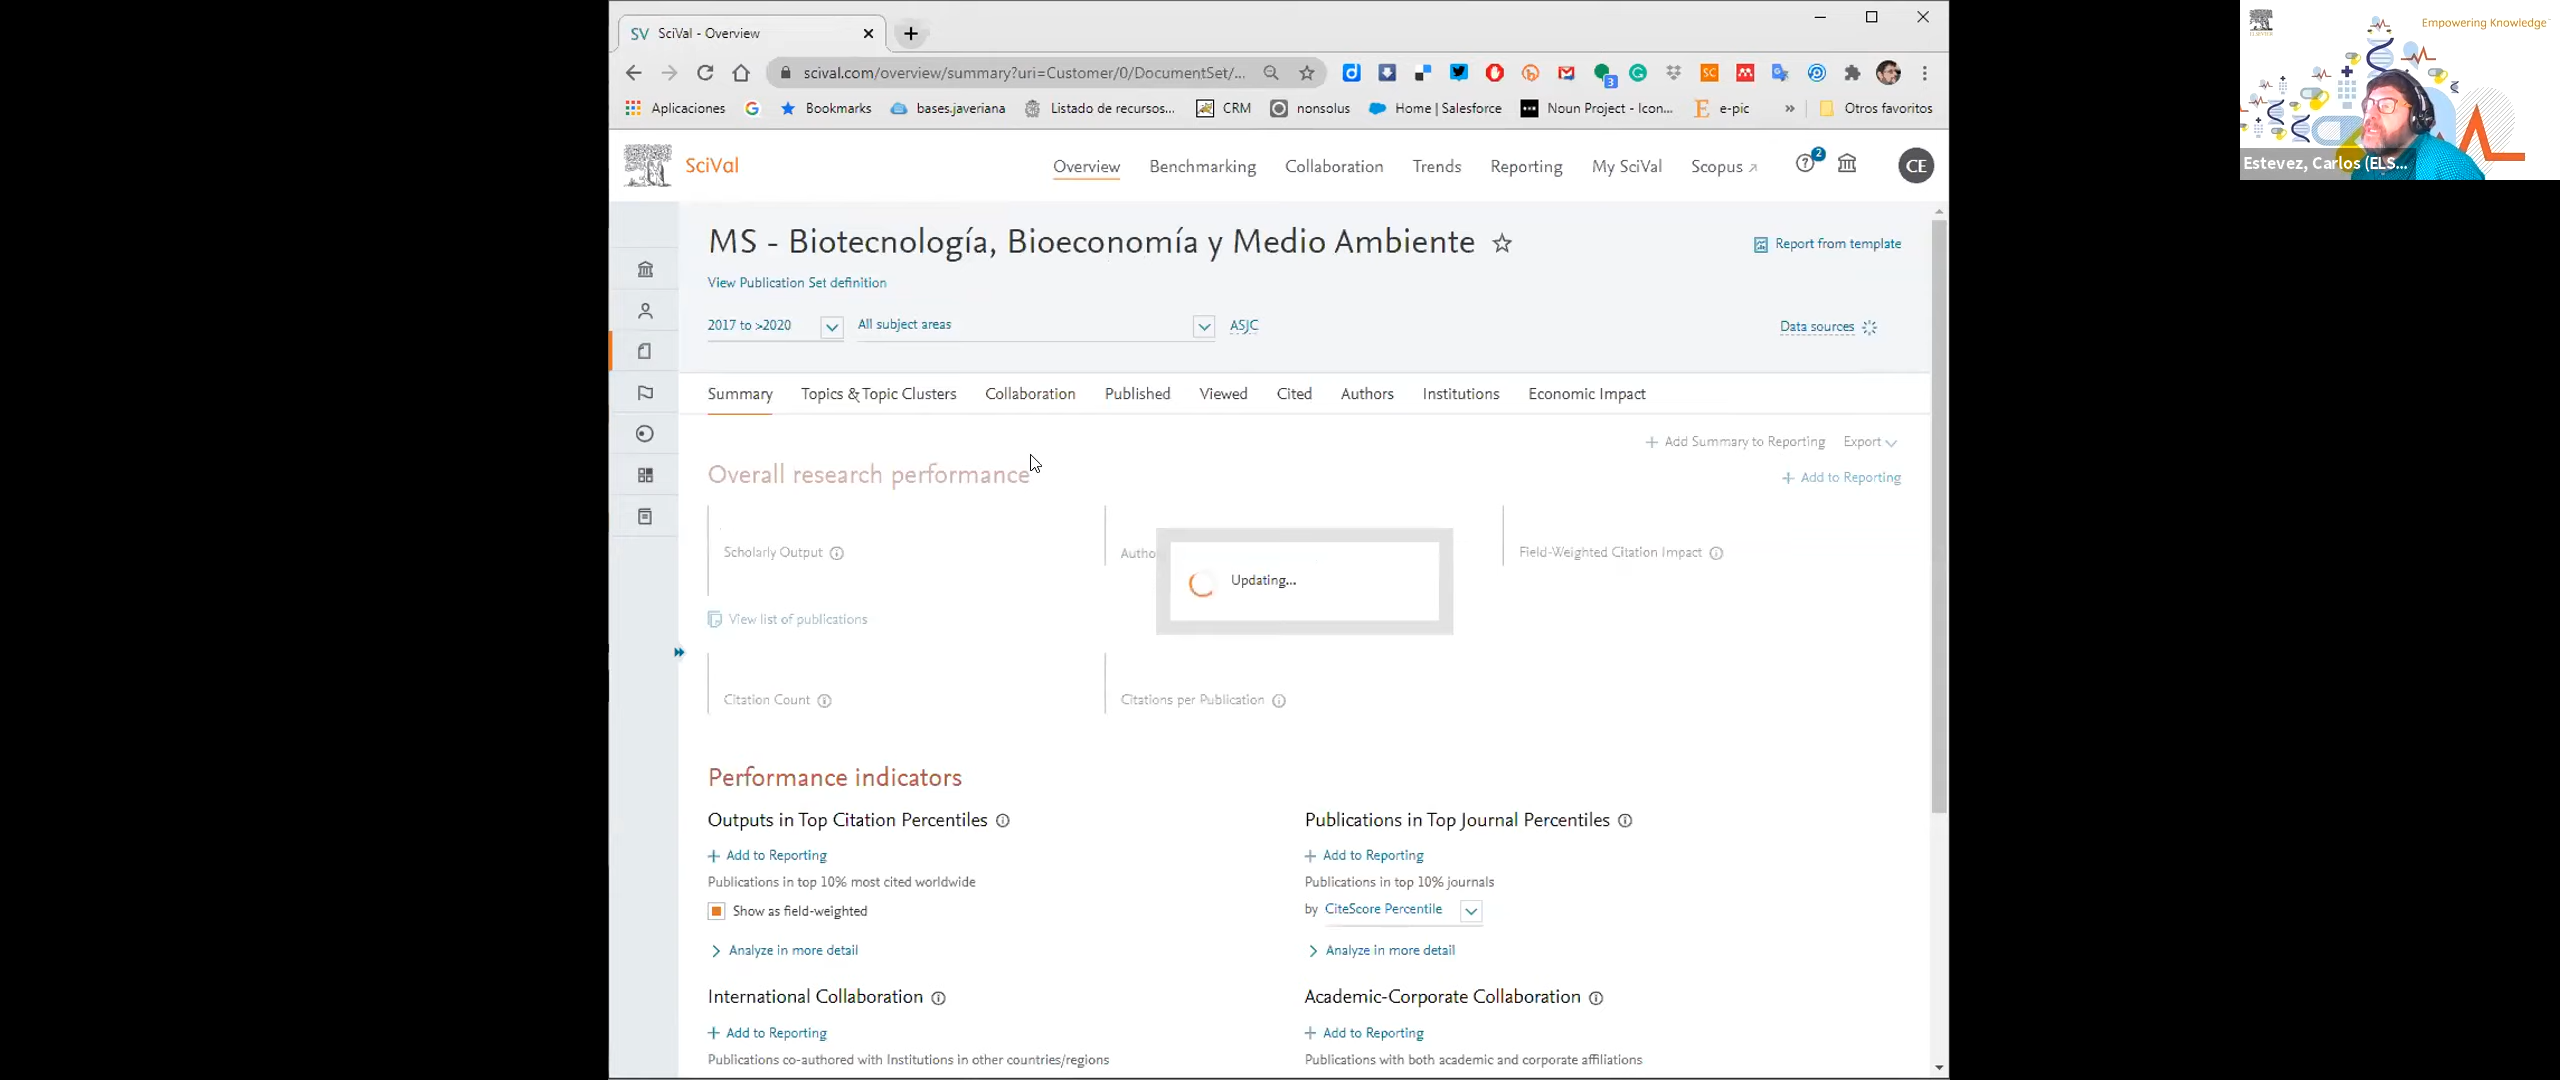 SV SciVal - Overview
scival.com/overview/summary?uri=Customer/0/DocumentSet/...
3
Aplicaciones
Bookmarks
bases.javeriana
Listado de recursos...
CRM
nonsolus
Home | Salesforce
Noun Project - Icon...
e-pic
»
Otros favoritos
SciVal
Overview
Benchmarking
Collaboration
Trends
Reporting
My SciVal
Scopus
2
CE
MS - Biotecnología, Bioeconomía y Medio Ambiente
Report from template
View Publication Set definition
2017 to >2020
All subject areas
ASJC
Data sources
Summary
Topics & Topic Clusters
Collaboration
Published
Viewed
Cited
Authors
Institutions
Economic Impact
+ Add Summary to Reporting
Export
Overall research performance
+ Add to Reporting
Scholarly Output
Autho
Field-Weighted Citation Impact
Updating...
View list of publications
Citation Count
Citations per Publication
Performance indicators
Outputs in Top Citation Percentiles
+ Add to Reporting
Publications in top 10% most cited worldwide
Show as field-weighted
Analyze in more detail
Publications in Top Journal Percentiles
+ Add to Reporting
Publications in top 10% journals
by CiteScore Percentile
Analyze in more detail
International Collaboration
+ Add to Reporting
Publications co-authored with Institutions in other countries/regions
Academic-Corporate Collaboration
+ Add to Reporting
Publications with both academic and corporate affiliations
Empowering Knowledge
ELSEVIER
Estevez, Carlos (ELS...